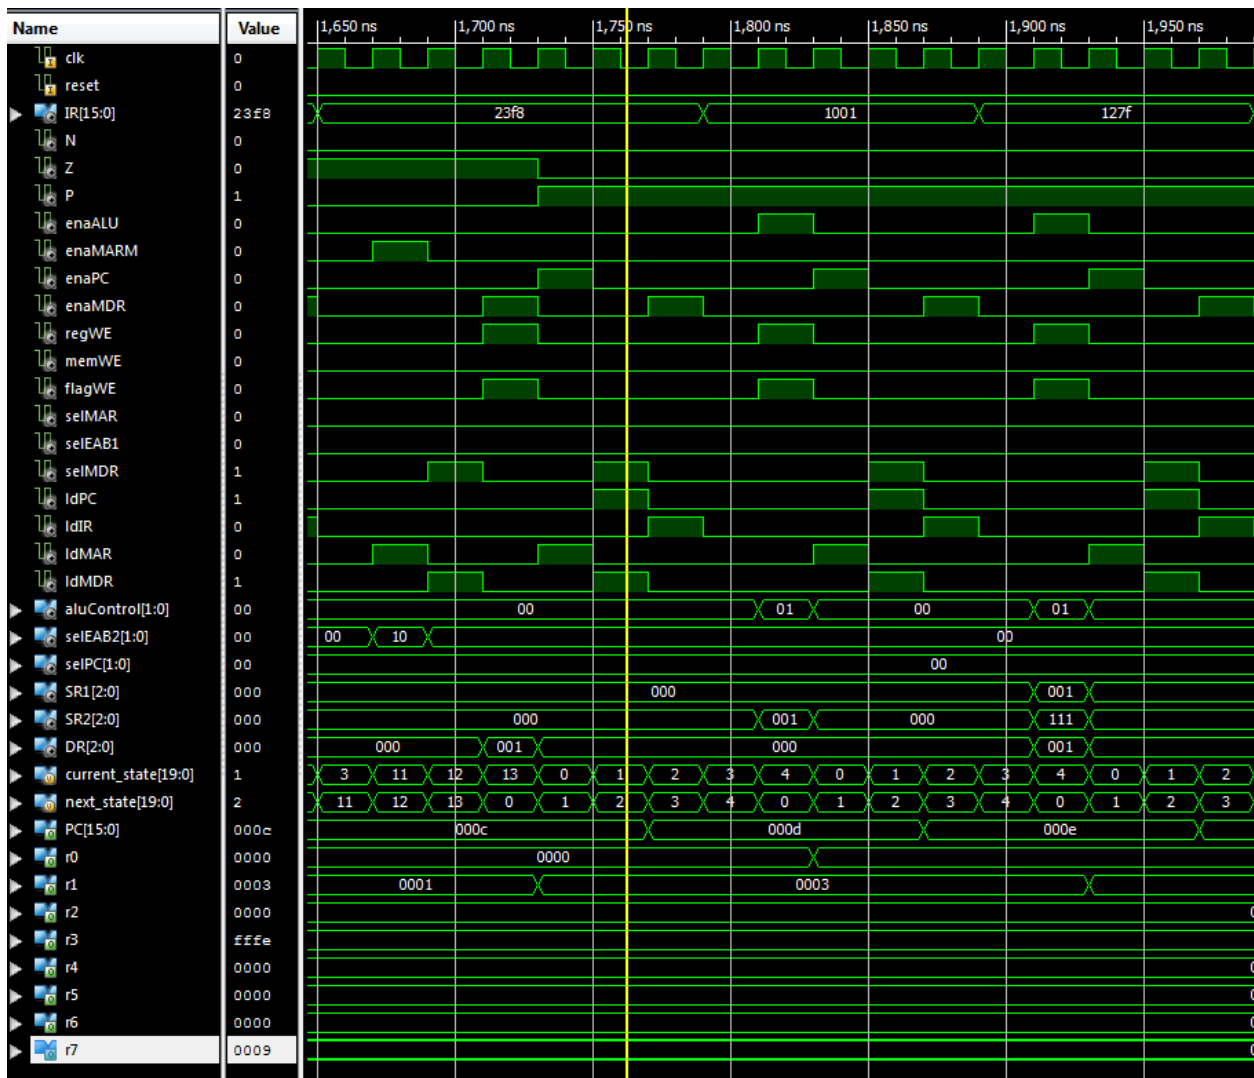 Name Value 1,650 ns 1,700 ns 1,750 ns 1,800 ns 1,850 ns 1,900 ns 1,950 ns
clk 0
reset 0
IR[15:0] 23f8 23f8 1001 127f
N 0
Z 0
P 1
enaALU 0
enaMARM 0
enaPC 0
enaMDR 0
regWE 0
memWE 0
flagWE 0
selMAR 0
selEAB1 0
selMDR 1
ldPC 1
ldIR 0
ldMAR 0
ldMDR 1
aluControl[1:0] 00 00 01 00 01
selEAB2[1:0] 00 00 10 00
selPC[1:0] 00 00
SR1[2:0] 000 000 001
SR2[2:0] 000 000 001 000 111
DR[2:0] 000 000 001 000 001
current_state[19:0] 1 3 11 12 13 0 1 2 3 4 0 1 2 3 4 0 1 2
next_state[19:0] 2 11 12 13 0 1 2 3 4 0 1 2 3 4 0 1 2 3
PC[15:0] 000c 000c 000d 000e
r0 0000 0000
r1 0003 0001 0003
r2 0000
r3 fffe
r4 0000
r5 0000
r6 0000
r7 0009